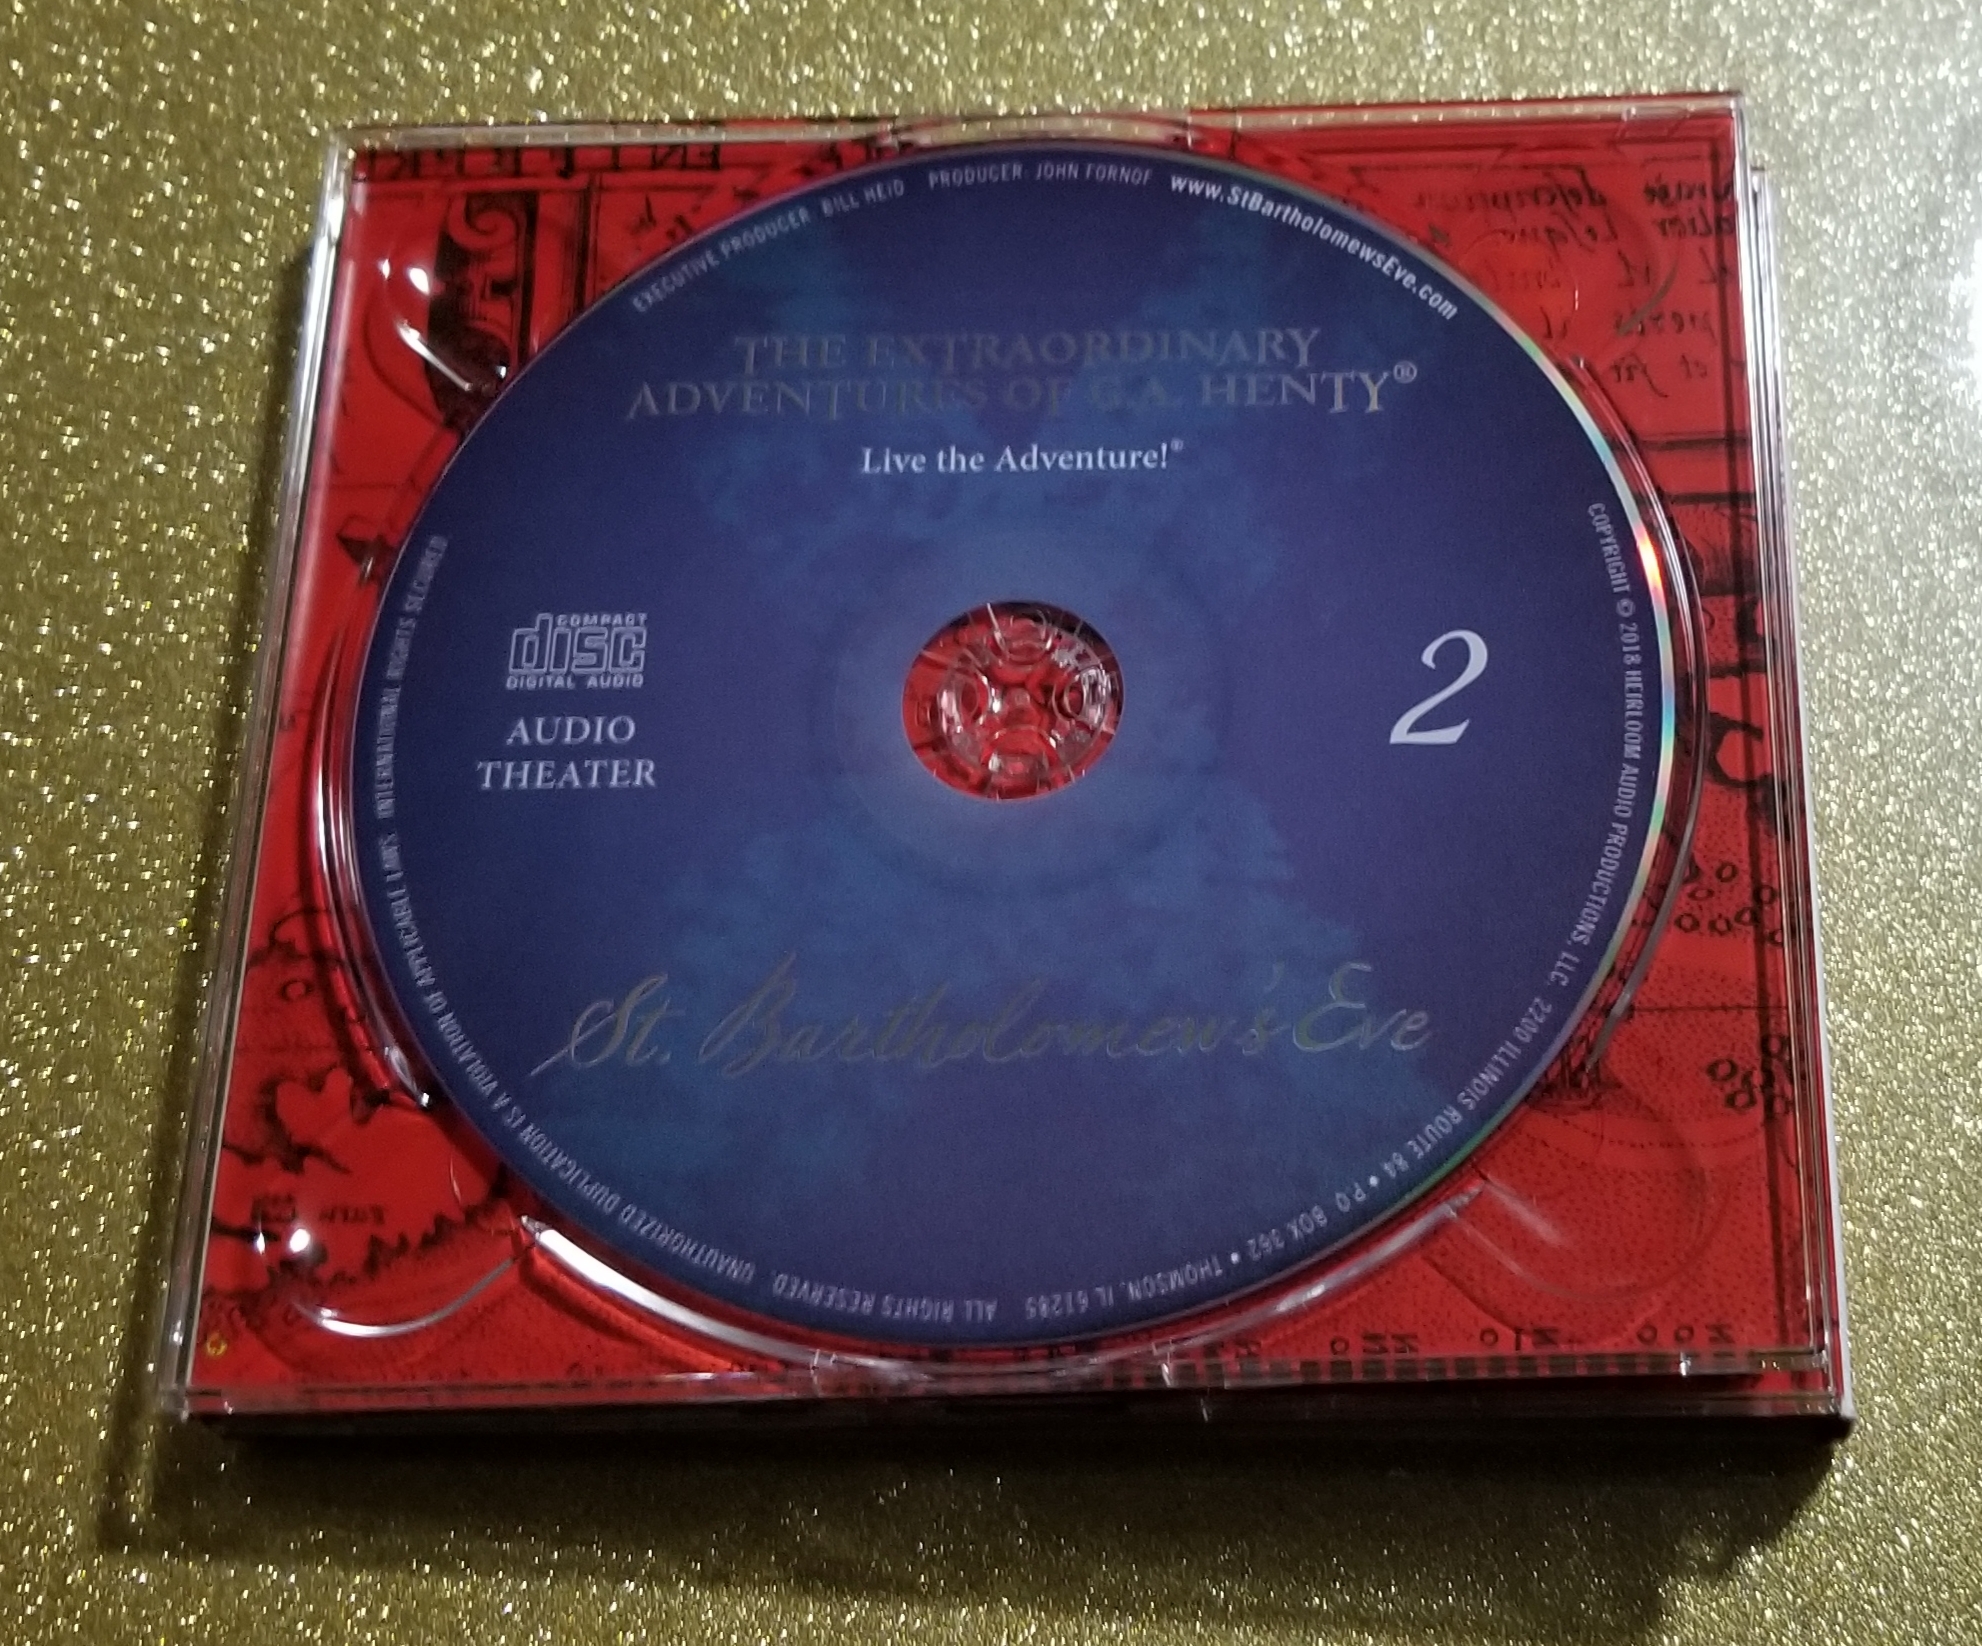 EXECUTIVE PRODUCER: BILL HEID PRODUCER: JOHN FORNOF www.StBartholomewsEve.com
THE EXTRAORDINARY
ADVENTURES OF G.A. HENTY®
Live the Adventure!®
COMPACT
disc
DIGITAL AUDIO
AUDIO
THEATER
2
St. Bartholomew's Eve
COPYRIGHT © 2018 HEIRLOOM AUDIO PRODUCTIONS, LLC. 2200 ILLINOIS ROUTE 84 • P.O. BOX 362 • THOMSON, IL 61285
ALL RIGHTS RESERVED. UNAUTHORIZED DUPLICATION IS A VIOLATION OF APPLICABLE LAWS INTERNATIONAL RIGHTS SECURED